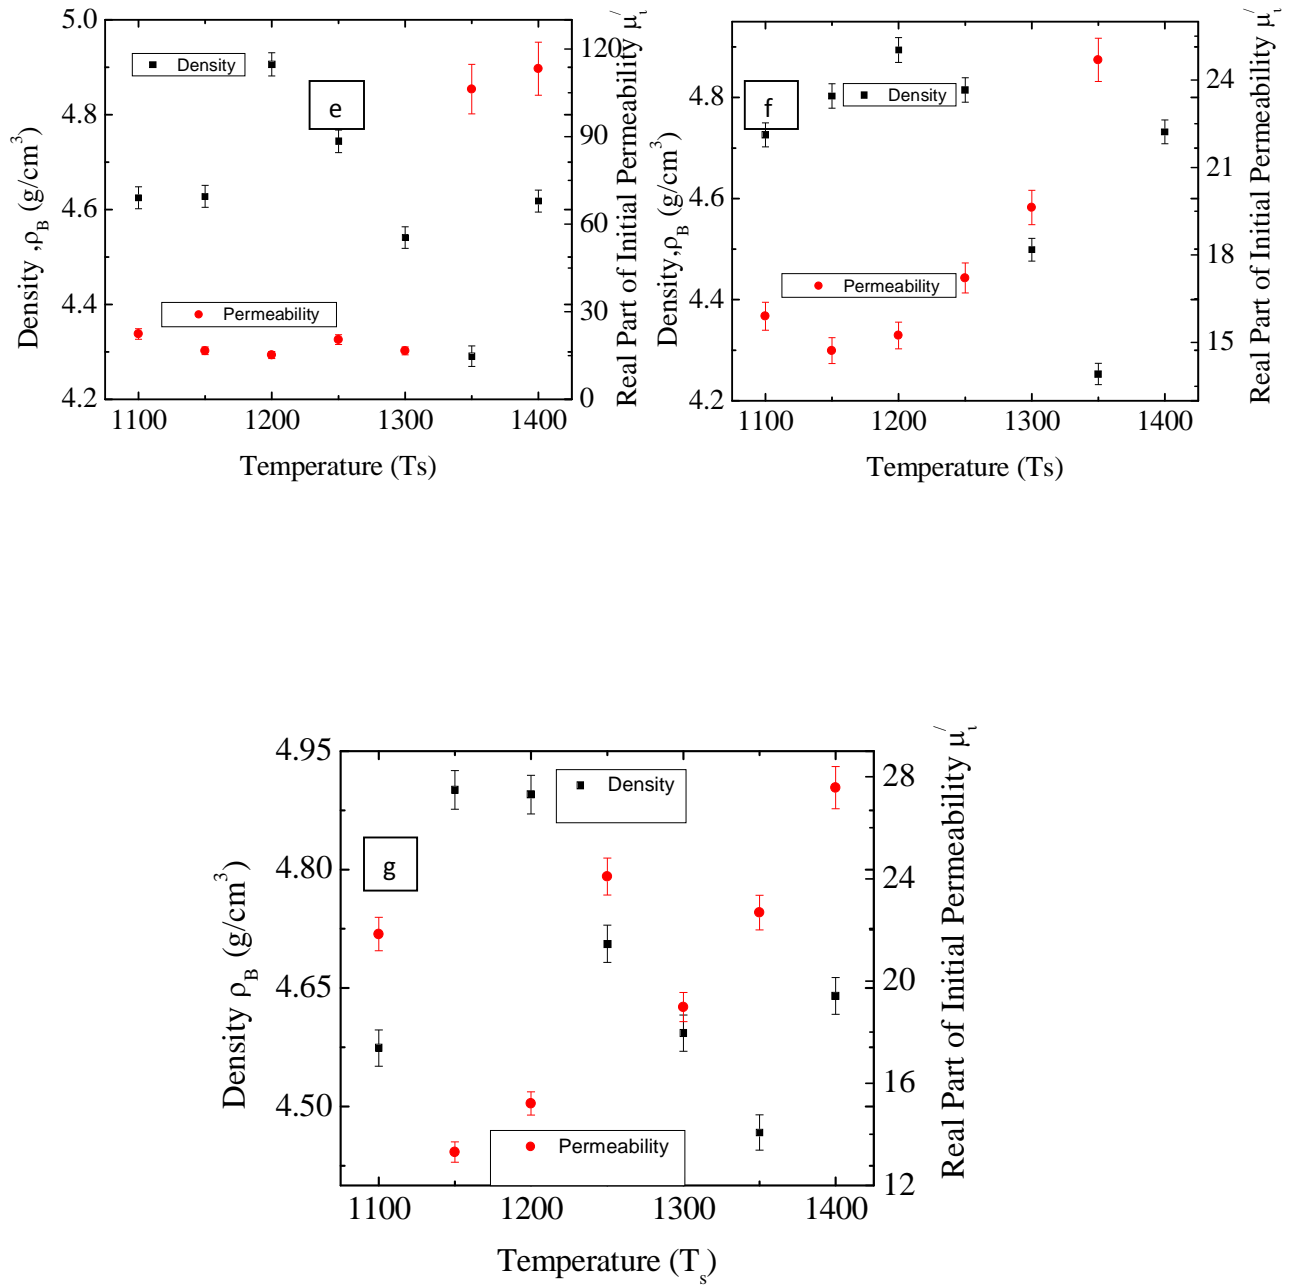 5.0
4.8
4.6
4.4
4.2
Density ,ρB (g/cm3)
Density
e
Permeability
120
90
60
30
0
Real Part of Initial Permeability μ′ι
1100 1200 1300 1400
Temperature (Ts)
4.8
4.6
4.4
4.2
Density,ρB (g/cm3)
f
Density
Permeability
24
21
18
15
Real Part of Initial Permeability μ′ι
1100 1200 1300 1400
Temperature (Ts)
4.95
4.80
4.65
4.50
Density ρB (g/cm3)
Density
g
Permeability
28
24
20
16
12
Real Part of Initial Permeability μ′ι
1100 1200 1300 1400
Temperature (Ts)